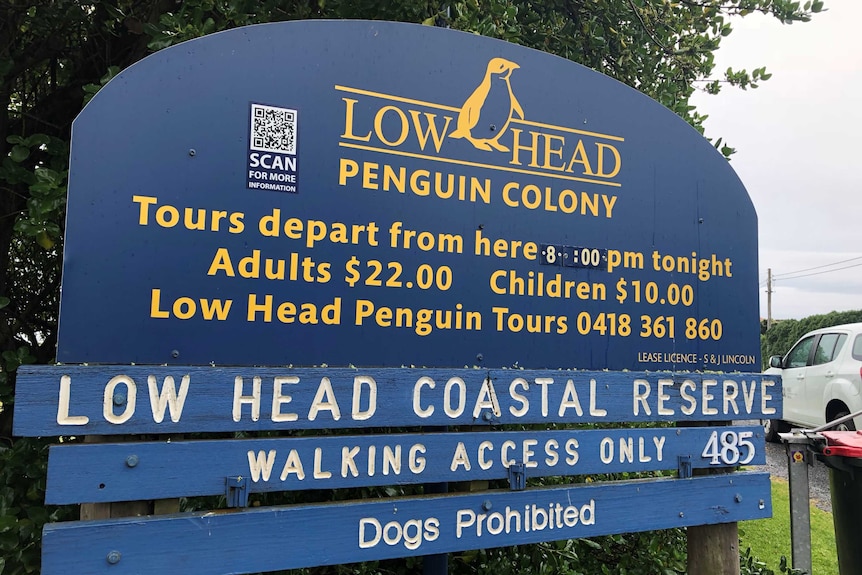 LOW HEAD
PENGUIN COLONY
SCAN
FOR MORE
INFORMATION
Tours depart from here 8:00 pm tonight
Adults $22.00 Children $10.00
Low Head Penguin Tours 0418 361 860
LEASE LICENCE - S & J LINCOLN
LOW HEAD COASTAL RESERVE
WALKING ACCESS ONLY 485
Dogs Prohibited